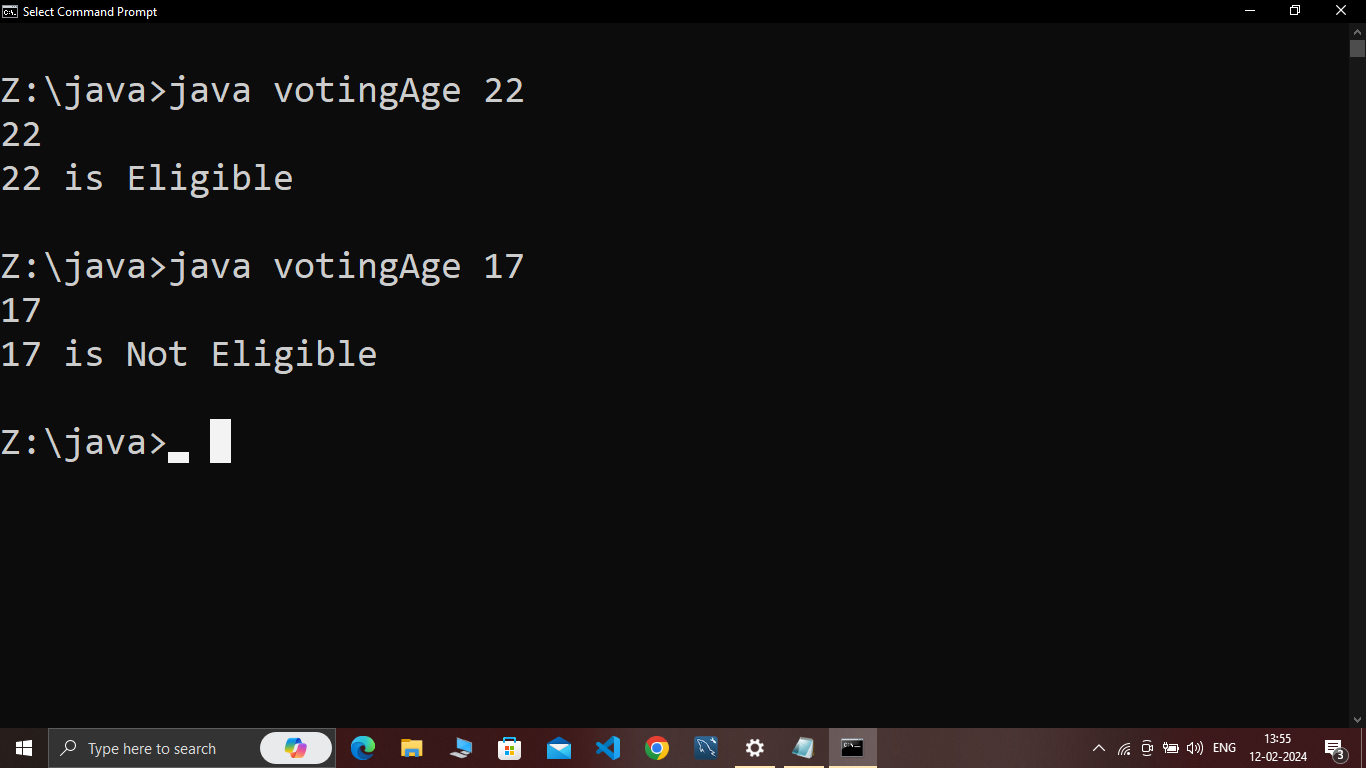 Select Command Prompt
Z:\java>java votingAge 22
22
22 is Eligible
Z:\java>java votingAge 17
17
17 is Not Eligible
Z:\java>
Type here to search
ENG
13:55
12-02-2024
3